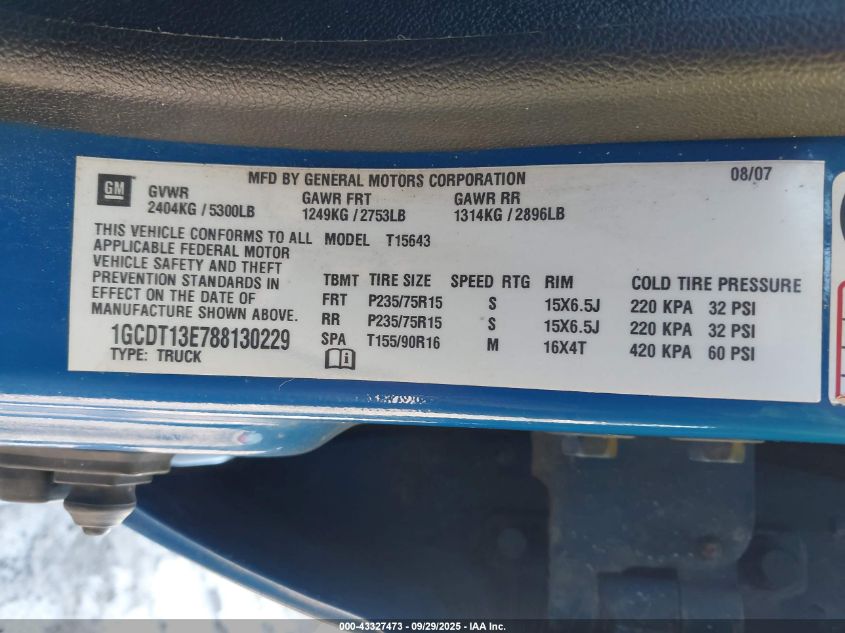 GM
MFD BY GENERAL MOTORS CORPORATION 08/07
GVWR GAWR FRT GAWR RR
2404KG / 5300LB 1249KG / 2753LB 1314KG / 2896LB
THIS VEHICLE CONFORMS TO ALL MODEL T15643
APPLICABLE FEDERAL MOTOR
VEHICLE SAFETY AND THEFT
PREVENTION STANDARDS IN
EFFECT ON THE DATE OF
MANUFACTURE SHOWN ABOVE.
1GCDT13E788130229
TYPE: TRUCK
TBMT TIRE SIZE SPEED RTG RIM COLD TIRE PRESSURE
FRT P235/75R15 S 15X6.5J 220 KPA 32 PSI
RR P235/75R15 S 15X6.5J 220 KPA 32 PSI
SPA T155/90R16 M 16X4T 420 KPA 60 PSI
000-43327473 - 09/29/2025 - IAA Inc.